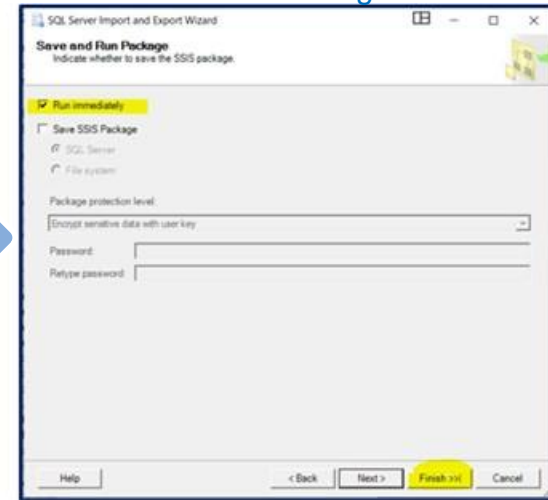 SQL Server Import and Export Wizard
Save and Run Package
Indicate whether to save the SSIS package.
Run immediately
Save SSIS Package
SQL Server
File system
Package protection level:
Encrypt sensitive data with user key
Password:
Retype password:
Help
< Back
Next >
Finish >>|
Cancel